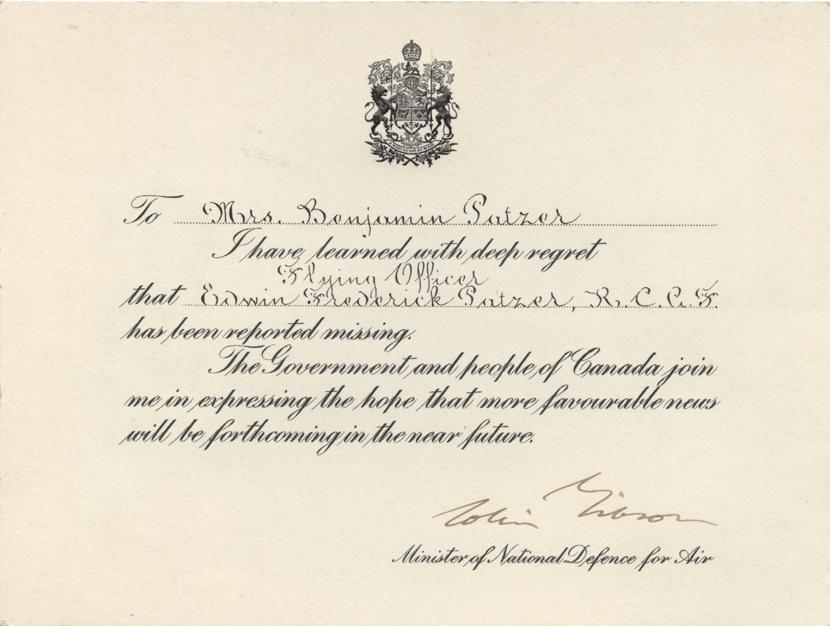 To Mrs. Benjamin Patzer
I have learned with deep regret
Flying Officer
that Edwin Frederick Patzer, R.C.A.F.
has been reported missing.
The Government and people of Canada join
me in expressing the hope that more favourable news
will be forthcoming in the near future.
Colin Gibson
Minister of National Defence for Air